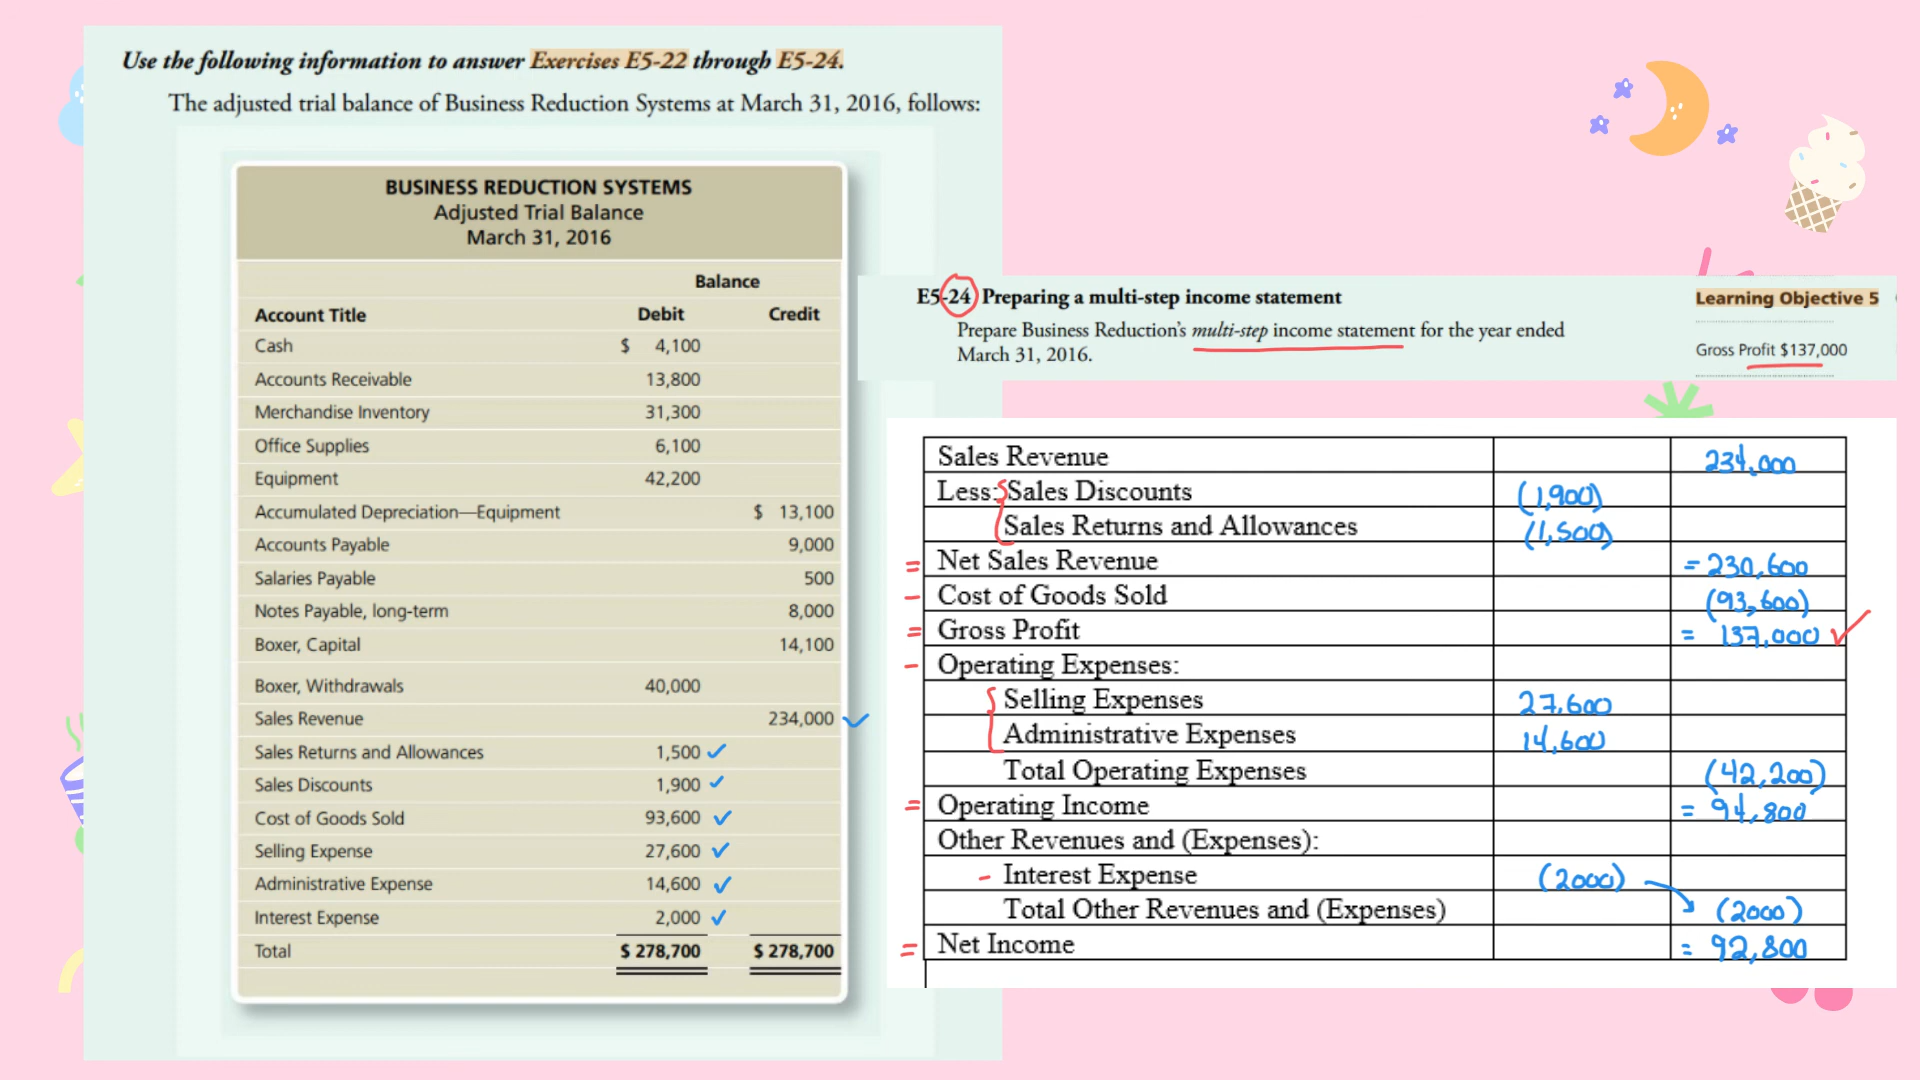 Use the following information to answer Exercises E5-22 through E5-24.
The adjusted trial balance of Business Reduction Systems at March 31, 2016, follows:
BUSINESS REDUCTION SYSTEMS
Adjusted Trial Balance
March 31, 2016
Balance
Account Title Debit Credit
Cash $ 4,100
Accounts Receivable 13,800
Merchandise Inventory 31,300
Office Supplies 6,100
Equipment 42,200
Accumulated Depreciation—Equipment $ 13,100
Accounts Payable 9,000
Salaries Payable 500
Notes Payable, long-term 8,000
Boxer, Capital 14,100
Boxer, Withdrawals 40,000
Sales Revenue 234,000 ✓
Sales Returns and Allowances 1,500 ✓
Sales Discounts 1,900 ✓
Cost of Goods Sold 93,600 ✓
Selling Expense 27,600 ✓
Administrative Expense 14,600 ✓
Interest Expense 2,000 ✓
Total $ 278,700 $ 278,700
E5-24 Preparing a multi-step income statement
Prepare Business Reduction's multi-step income statement for the year ended
March 31, 2016.
Learning Objective 5
Gross Profit $137,000
Sales Revenue 234,000
Less: Sales Discounts (1,900)
Sales Returns and Allowances (1,500)
= Net Sales Revenue = 230,600
- Cost of Goods Sold (93,600)
= Gross Profit = 137,000 ✓
- Operating Expenses:
Selling Expenses 27,600
Administrative Expenses 14,600
Total Operating Expenses (42,200)
= Operating Income = 94,800
Other Revenues and (Expenses):
- Interest Expense (2000)
Total Other Revenues and (Expenses) (2000)
= Net Income = 92,800